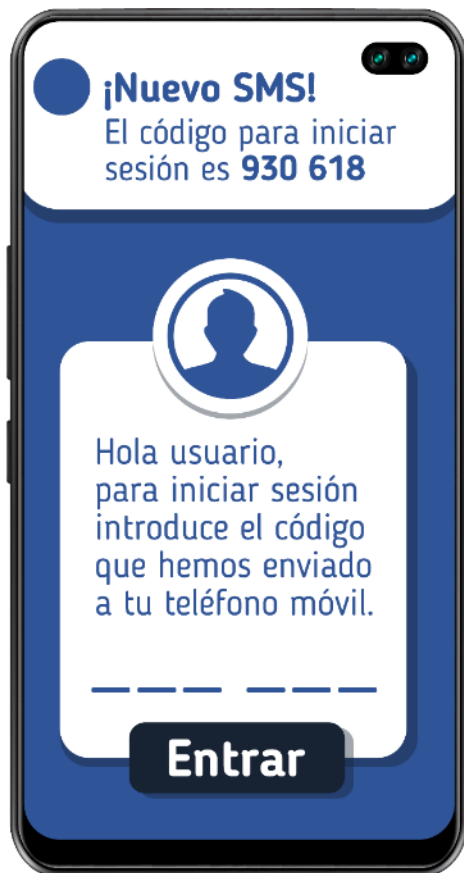 ¡Nuevo SMS!
El código para iniciar
sesión es 930 618
Hola usuario,
para iniciar sesión
introduce el código
que hemos enviado
a tu teléfono móvil.
Entrar